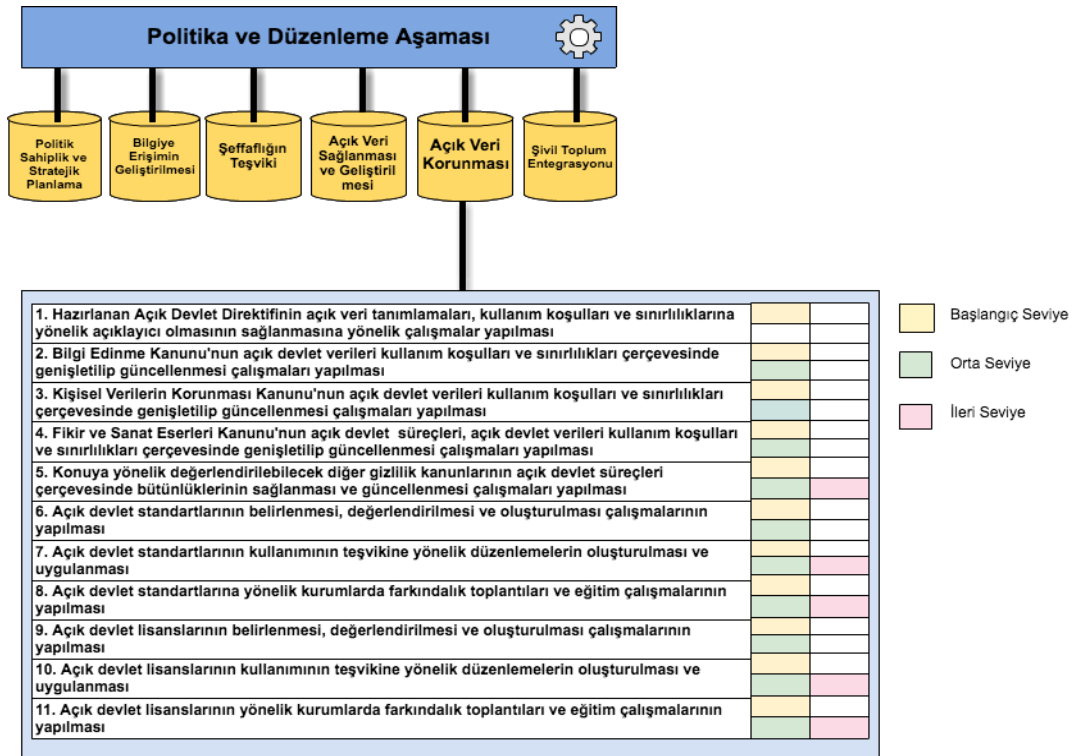 Politika ve Düzenleme Aşaması
Politik
Sahiplik ve
Stratejik
Planlama
Bilgiye
Erişimin
Geliştirilmesi
Şeffaflığın
Teşviki
Açık Veri
Sağlanması
ve Geliştiril
mesi
Açık Veri
Korunması
Şivil Toplum
Entegrasyonu
1. Hazırlanan Açık Devlet Direktifinin açık veri tanımlamaları, kullanım koşulları ve sınırlılıklarına
yönelik açıklayıcı olmasının sağlanmasına yönelik çalışmalar yapılması
2. Bilgi Edinme Kanunu'nun açık devlet verileri kullanım koşulları ve sınırlılıkları çerçevesinde
genişletilip güncellenmesi çalışmaları yapılması
3. Kişisel Verilerin Korunması Kanunu'nun açık devlet verileri kullanım koşulları ve sınırlılıkları
çerçevesinde genişletilip güncellenmesi çalışmaları yapılması
4. Fikir ve Sanat Eserleri Kanunu'nun açık devlet süreçleri, açık devlet verileri kullanım koşulları
ve sınırlılıkları çerçevesinde genişletilip güncellenmesi çalışmaları yapılması
5. Konuya yönelik değerlendirilebilecek diğer gizlilik kanunlarının açık devlet süreçleri
çerçevesinde bütünlüklerinin sağlanması ve güncellenmesi çalışmaları yapılması
6. Açık devlet standartlarının belirlenmesi, değerlendirilmesi ve oluşturulması çalışmalarının
yapılması
7. Açık devlet standartlarının kullanımının teşvikine yönelik düzenlemelerin oluşturulması ve
uygulanması
8. Açık devlet standartlarına yönelik kurumlarda farkındalık toplantıları ve eğitim çalışmalarının
yapılması
9. Açık devlet lisanslarının belirlenmesi, değerlendirilmesi ve oluşturulması çalışmalarının
yapılması
10. Açık devlet lisanslarının kullanımının teşvikine yönelik düzenlemelerin oluşturulması ve
uygulanması
11. Açık devlet lisanslarının yönelik kurumlarda farkındalık toplantıları ve eğitim çalışmalarının
yapılması
Başlangıç Seviye
Orta Seviye
İleri Seviye